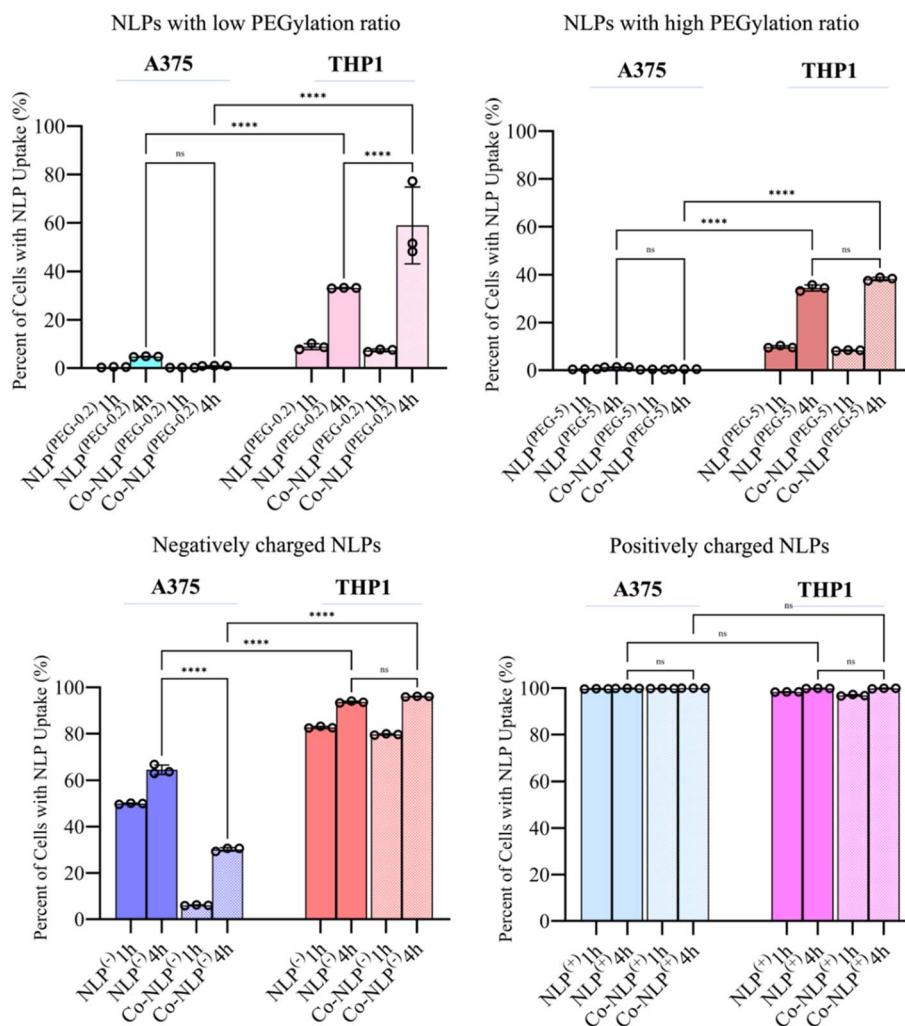 NLPs with low PEGylation ratio
A375 THP1
Percent of Cells with NLP Uptake (%)
100
80
60
40
20
0
ns
****
****
****
NLP(PEG-0.2) 1h
NLP(PEG-0.2) 4h
Co-NLP(PEG-0.2) 1h
Co-NLP(PEG-0.2) 4h
NLP(PEG-0.2) 1h
NLP(PEG-0.2) 4h
Co-NLP(PEG-0.2) 1h
Co-NLP(PEG-0.2) 4h
NLPs with high PEGylation ratio
A375 THP1
Percent of Cells with NLP Uptake (%)
100
80
60
40
20
0
ns
****
****
ns
NLP(PEG-5) 1h
NLP(PEG-5) 4h
Co-NLP(PEG-5) 1h
Co-NLP(PEG-5) 4h
NLP(PEG-5) 1h
NLP(PEG-5) 4h
Co-NLP(PEG-5) 1h
Co-NLP(PEG-5) 4h
Negatively charged NLPs
A375 THP1
Percent of Cells with NLP Uptake (%)
100
80
60
40
20
0
****
****
****
ns
NLP(-) 1h
NLP(-) 4h
Co-NLP(-) 1h
Co-NLP(-) 4h
NLP(-) 1h
NLP(-) 4h
Co-NLP(-) 1h
Co-NLP(-) 4h
Positively charged NLPs
A375 THP1
Percent of Cells with NLP Uptake (%)
100
80
60
40
20
0
ns
ns
ns
ns
NLP(+) 1h
NLP(+) 4h
Co-NLP(+) 1h
Co-NLP(+) 4h
NLP(+) 1h
NLP(+) 4h
Co-NLP(+) 1h
Co-NLP(+) 4h